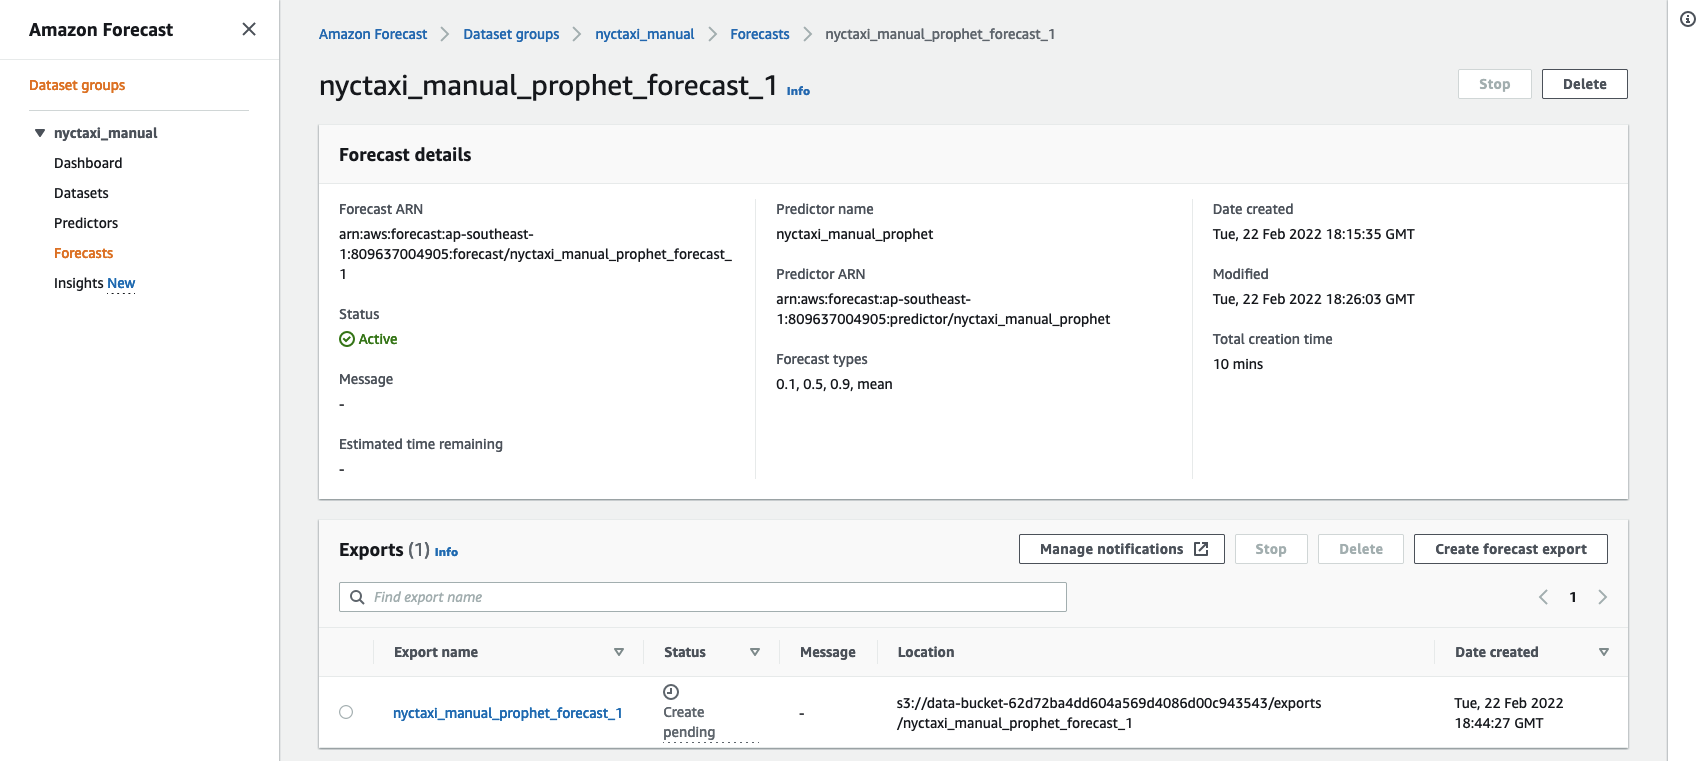 Amazon Forecast
Dataset groups
nyctaxi_manual
Dashboard
Datasets
Predictors
Forecasts
Insights New
Amazon Forecast Dataset groups nyctaxi_manual Forecasts nyctaxi_manual_prophet_forecast_1
nyctaxi_manual_prophet_forecast_1 Info
Stop Delete
Forecast details
Forecast ARN
arn:aws:forecast:ap-southeast-
1:809637004905:forecast/nyctaxi_manual_prophet_forecast_
1
Status
Active
Message
-
Estimated time remaining
-
Predictor name
nyctaxi_manual_prophet
Predictor ARN
arn:aws:forecast:ap-southeast-
1:809637004905:predictor/nyctaxi_manual_prophet
Forecast types
0.1, 0.5, 0.9, mean
Date created
Tue, 22 Feb 2022 18:15:35 GMT
Modified
Tue, 22 Feb 2022 18:26:03 GMT
Total creation time
10 mins
Exports (1) Info
Manage notifications Stop Delete Create forecast export
Find export name
1
Export name Status Message Location Date created
nyctaxi_manual_prophet_forecast_1
Create
pending
-
s3://data-bucket-62d72ba4dd604a569d4086d00c943543/exports
/nyctaxi_manual_prophet_forecast_1
Tue, 22 Feb 2022
18:44:27 GMT